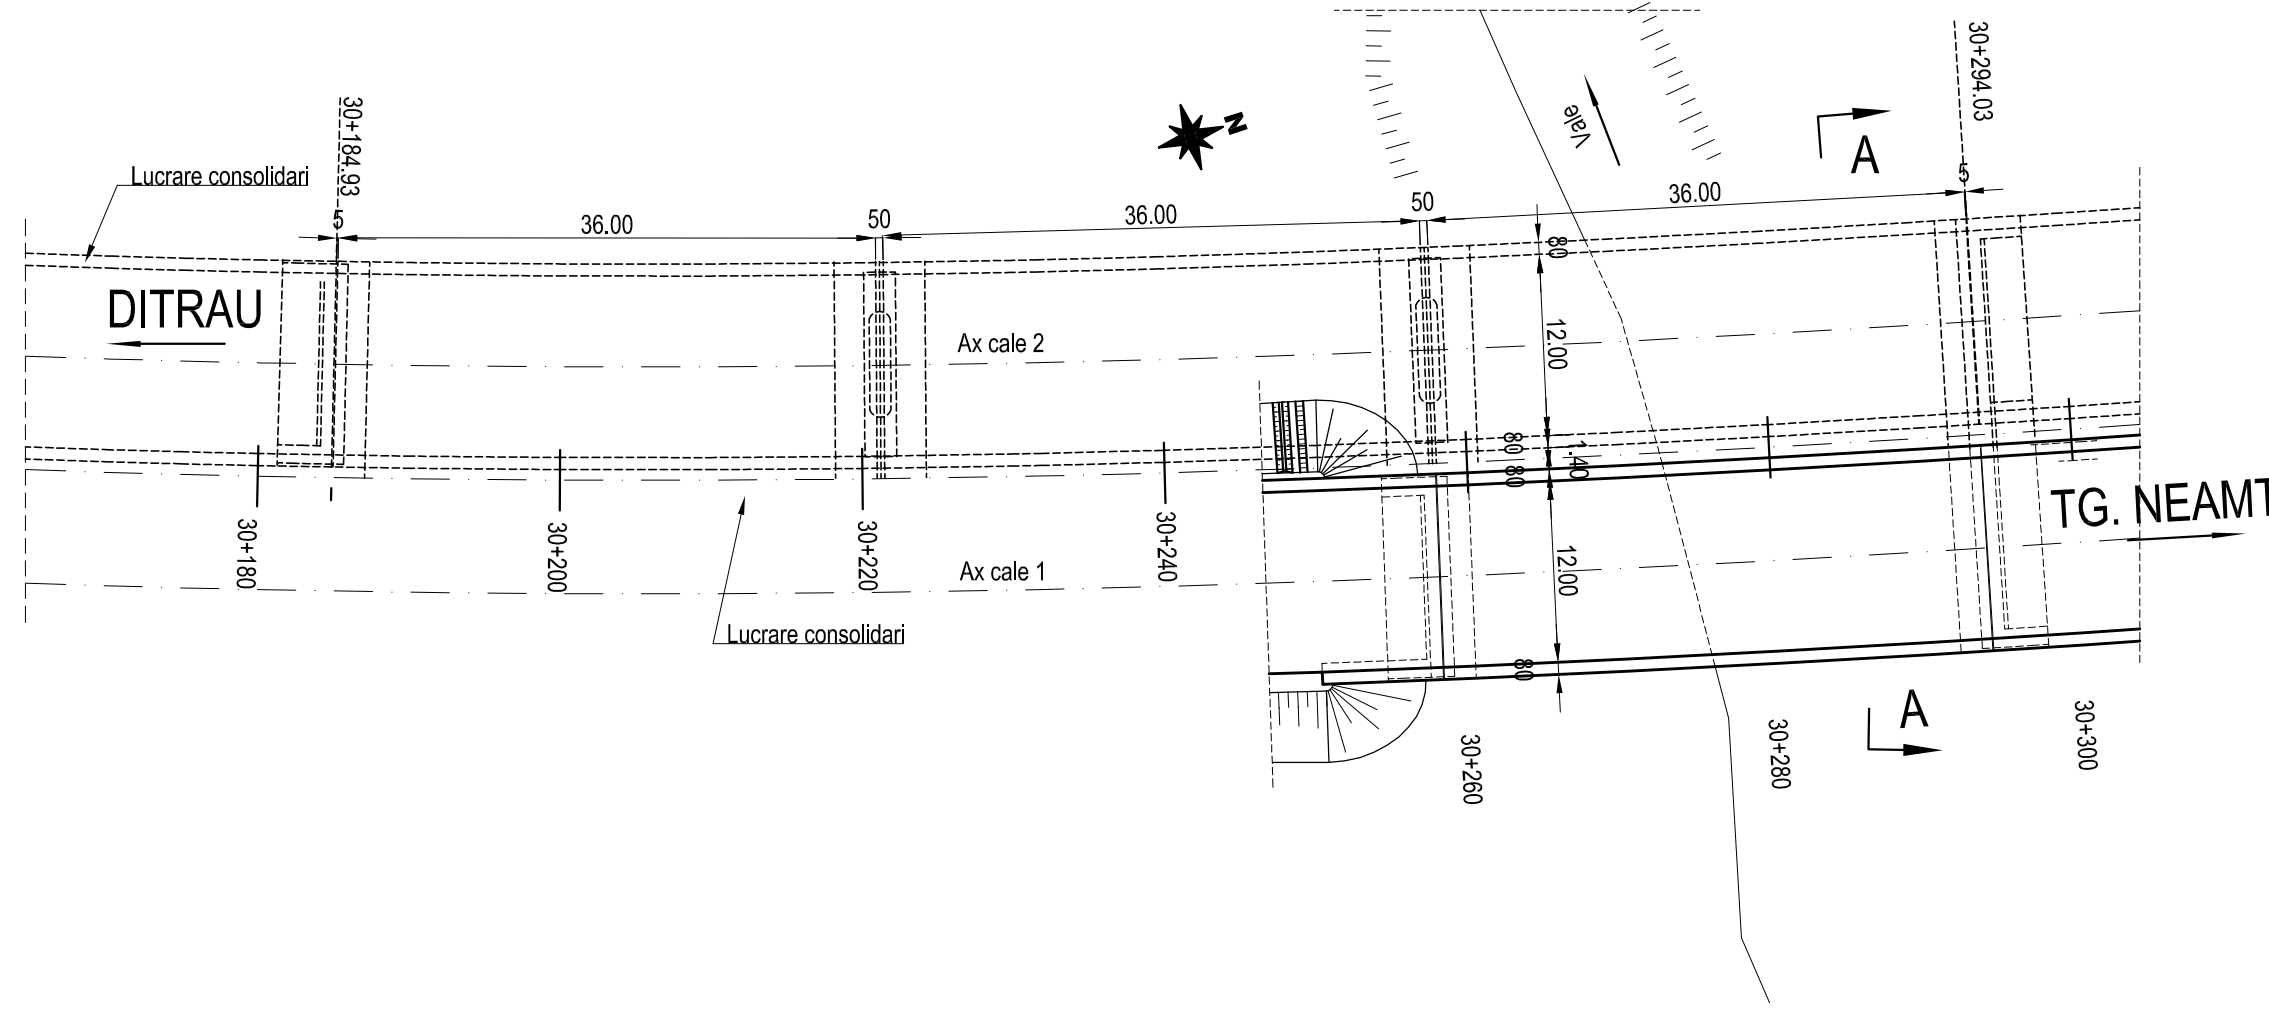 30+294.03
N
Vale
A
30+184.93
Lucrare consolidari
5
36.00
50
36.00
50
36.00
5
80
DITRAU
12.00
Ax cale 2
80
1.40
80
TG. NEAMT
30+180
30+200
30+220
30+240
12.00
Ax cale 1
Lucrare consolidari
80
A
30+260
30+280
30+300